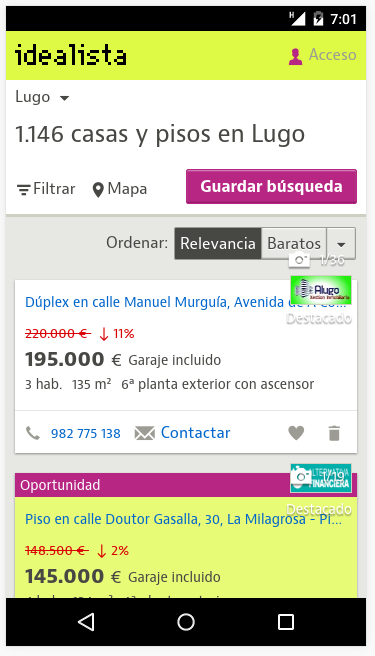 H 7:01
idealista
Acceso
Lugo
1.146 casas y pisos en Lugo
Filtrar
Mapa
Guardar búsqueda
Ordenar: Relevancia Baratos
1/36
Alugo
Destacado
Dúplex en calle Manuel Murguía, Avenida de A Co...
220.000 € 11%
195.000 € Garaje incluido
3 hab. 135 m² 6ª planta exterior con ascensor
982 775 138
Contactar
1/19
ALTERNATIVA
FINANCIERA
Destacado
Oportunidad
Piso en calle Doutor Gasalla, 30, La Milagrosa - Pl...
148.500 € 2%
145.000 € Garaje incluido